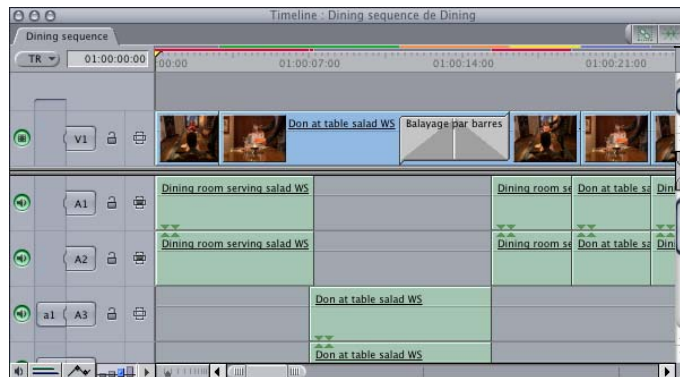 Timeline : Dining sequence de Dining
Dining sequence
TR 01:00:00:00 00:00 01:00:07:00 01:00:14:00 01:00:21:00
V1 Don at table salad WS Balayage par barres
A1 Dining room serving salad WS Dining room se Don at table sa Din
A2 Dining room serving salad WS Dining room se Don at table sa Din
a1 A3 Don at table salad WS
Don at table salad WS